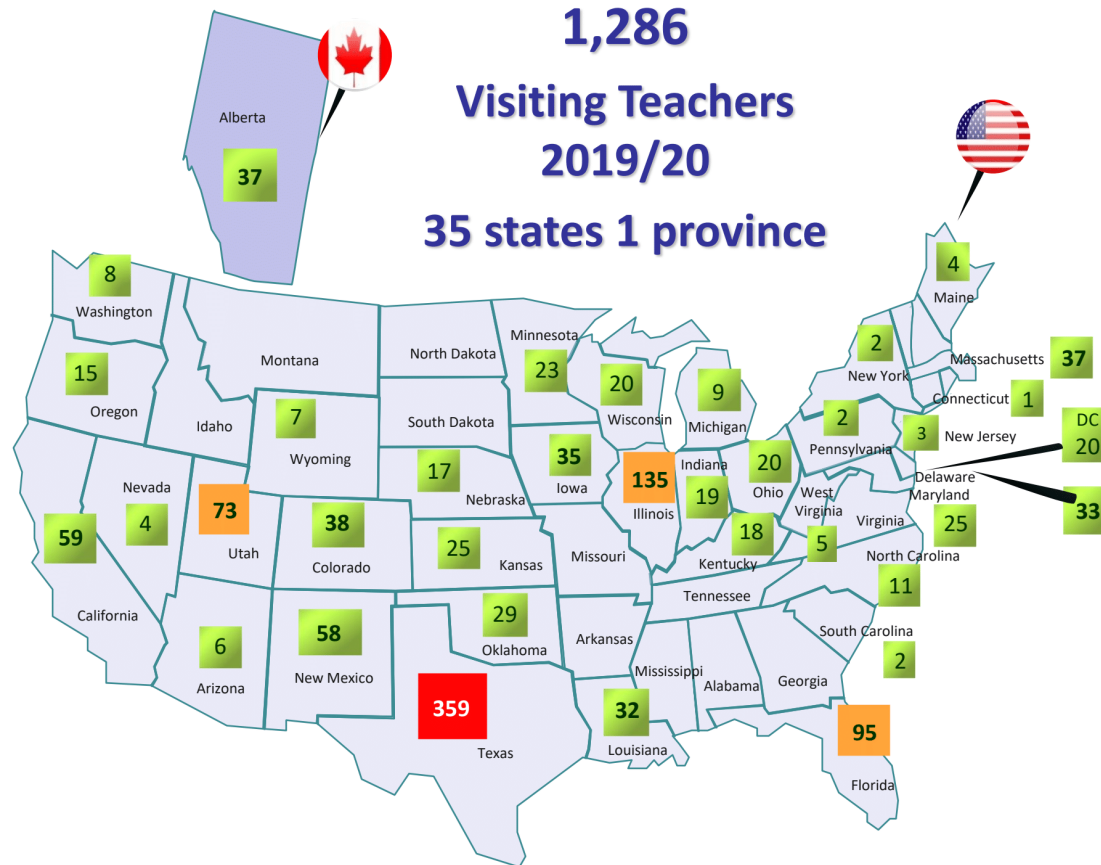 1,286
Visiting Teachers
2019/20
35 states 1 province
Alberta
37
8
Washington
15
Oregon
Montana
Idaho
7
Wyoming
North Dakota
South Dakota
17
Nebraska
Minnesota
23
20
Wisconsin
9
Michigan
35
Iowa
135
Illinois
Indiana
19
20
Ohio
4
Maine
2
New York
Massachusetts
37
Connecticut
1
2
Pennsylvania
3
New Jersey
DC
20
Delaware
Maryland
33
West
Virginia
5
Virginia
25
Nevada
4
59
California
73
Utah
38
Colorado
25
Kansas
Missouri
18
Kentucky
North Carolina
11
Tennessee
6
Arizona
58
New Mexico
29
Oklahoma
Arkansas
South Carolina
2
359
Texas
32
Louisiana
Mississippi
Alabama
Georgia
95
Florida